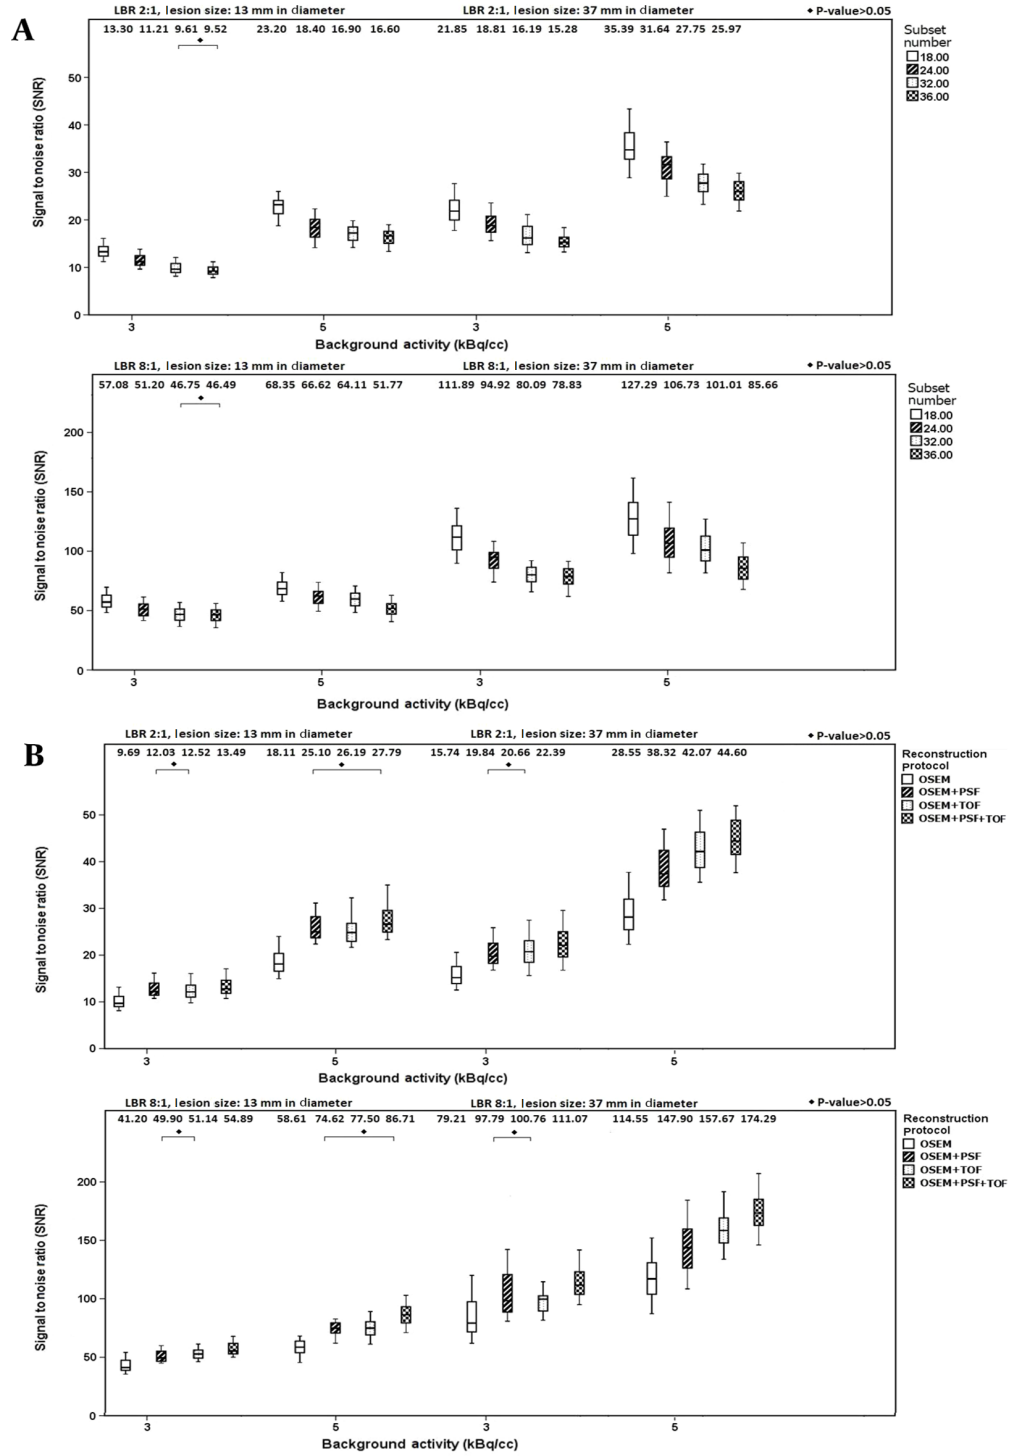 A
LBR 2:1, lesion size: 13 mm in diameter LBR 2:1, lesion size: 37 mm in diameter ◆ P-value>0.05
13.30 11.21 9.61 9.52 23.20 18.40 16.90 16.60 21.85 18.81 16.19 15.28 35.39 31.64 27.75 25.97
◆
Subset
number
18.00
24.00
32.00
36.00
Signal to noise ratio (SNR)
50
40
30
20
10
0
3 5 3 5
Background activity (kBq/cc)
LBR 8:1, lesion size: 13 mm in diameter LBR 8:1, lesion size: 37 mm in diameter ◆ P-value>0.05
57.08 51.20 46.75 46.49 68.35 66.62 64.11 51.77 111.89 94.92 80.09 78.83 127.29 106.73 101.01 85.66
◆
Subset
number
18.00
24.00
32.00
36.00
Signal to noise ratio (SNR)
200
150
100
50
0
3 5 3 5
Background activity (kBq/cc)
B
LBR 2:1, lesion size: 13 mm in diameter LBR 2:1, lesion size: 37 mm in diameter ◆ P-value>0.05
9.69 12.03 12.52 13.49 18.11 25.10 26.19 27.79 15.74 19.84 20.66 22.39 28.55 38.32 42.07 44.60
◆ ◆ ◆
Reconstruction
protocol
OSEM
OSEM+PSF
OSEM+TOF
OSEM+PSF+TOF
Signal to noise ratio (SNR)
50
40
30
20
10
0
3 5 3 5
Background activity (kBq/cc)
LBR 8:1, lesion size: 13 mm in diameter LBR 8:1, lesion size: 37 mm in diameter ◆ P-value>0.05
41.20 49.90 51.14 54.89 58.61 74.62 77.50 86.71 79.21 97.79 100.76 111.07 114.55 147.90 157.67 174.29
◆ ◆ ◆
Reconstruction
protocol
OSEM
OSEM+PSF
OSEM+TOF
OSEM+PSF+TOF
Signal to noise ratio (SNR)
200
150
100
50
0
3 5 3 5
Background activity (kBq/cc)